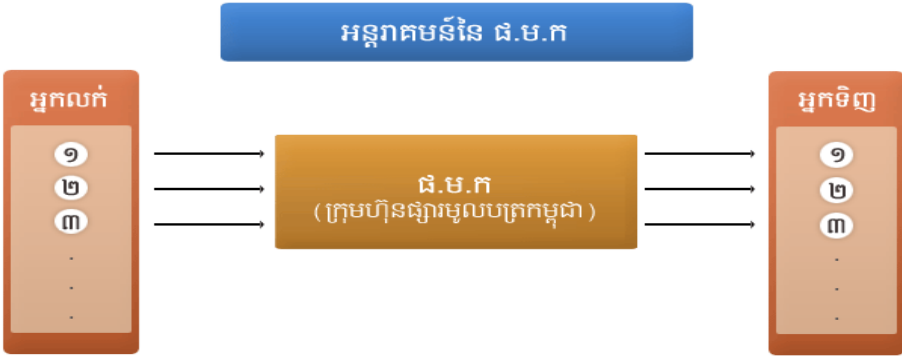 អន្តរាគមន៍នៃ ផ.ម.ក
អ្នកលក់
១
២
៣
.
.
.
ផ.ម.ក
(ក្រុមហ៊ុនផ្សារមូលបត្រកម្ពុជា)
អ្នកទិញ
១
២
៣
.
.
.